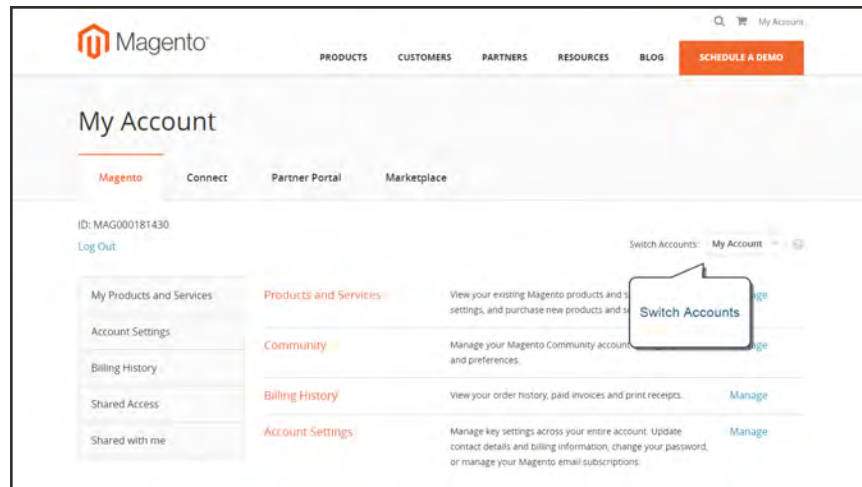 My Account
Magento
PRODUCTS CUSTOMERS PARTNERS RESOURCES BLOG SCHEDULE A DEMO
My Account
Magento Connect Partner Portal Marketplace
ID: MAG000181430
Log Out
Switch Accounts: My Account
Switch Accounts
My Products and Services
Account Settings
Billing History
Shared Access
Shared with me
Products and Services
View your existing Magento products and
settings, and purchase new products and
Community
Manage your Magento Community account
and preferences.
Billing History
View your order history, paid invoices and print receipts.
Manage
Account Settings
Manage key settings across your entire account. Update
contact details and billing information, change your password,
or manage your Magento email subscriptions.
Manage